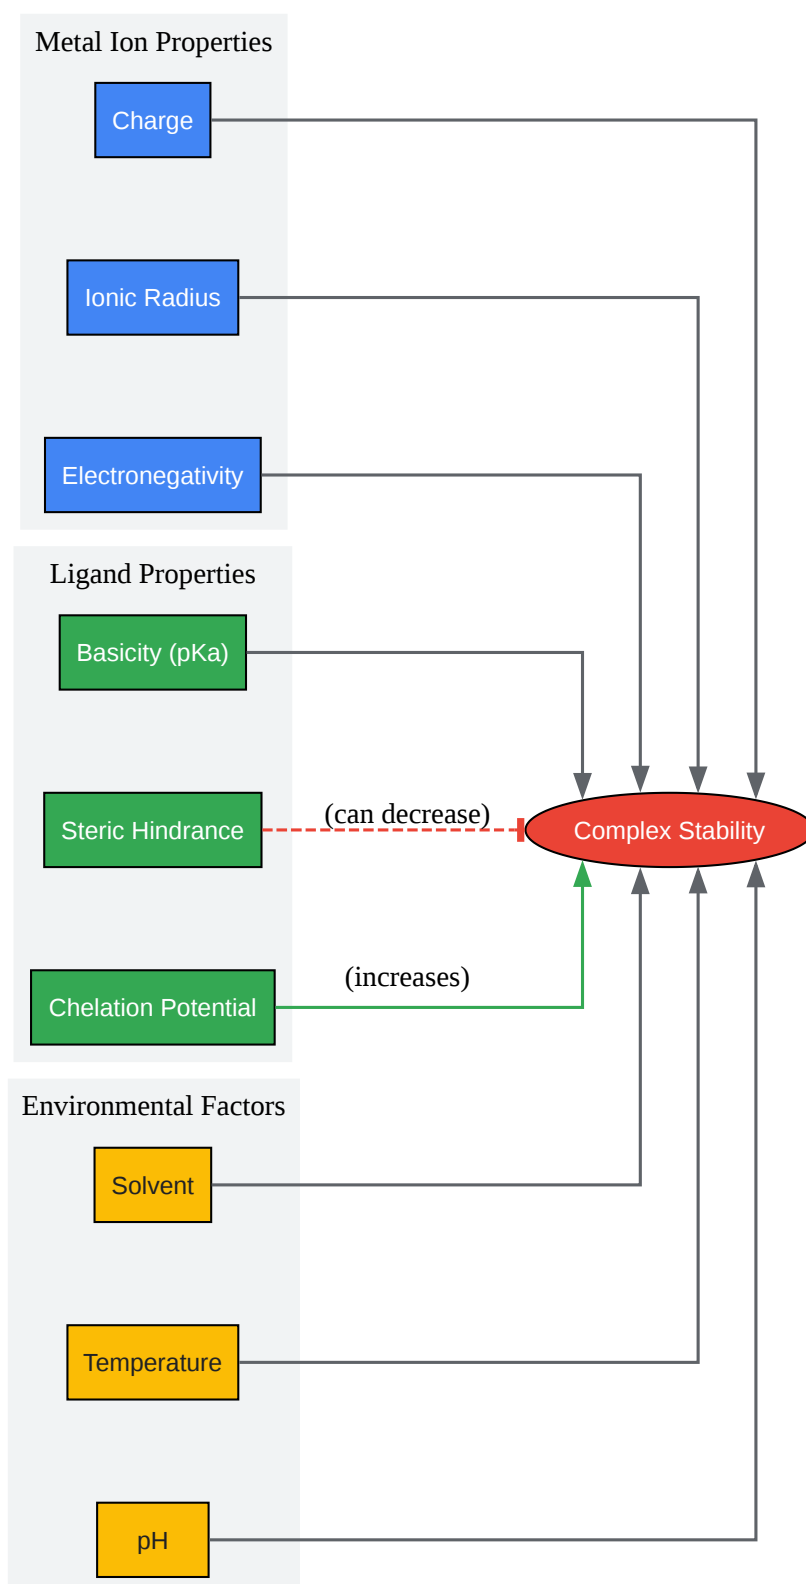 Metal Ion Properties
Charge
Ionic Radius
Electronegativity
Ligand Properties
Basicity (pKa)
Steric Hindrance
(can decrease)
Complex Stability
Chelation Potential
(increases)
Environmental Factors
Solvent
Temperature
pH